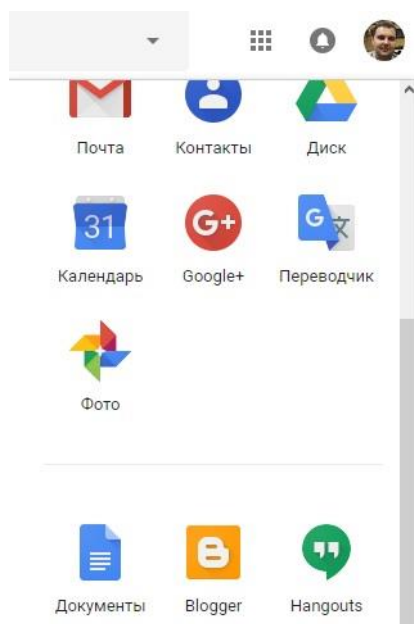 Почта Контакты Диск
31 G+ G
Календарь Google+ Переводчик
Фото
Документы Blogger Hangouts